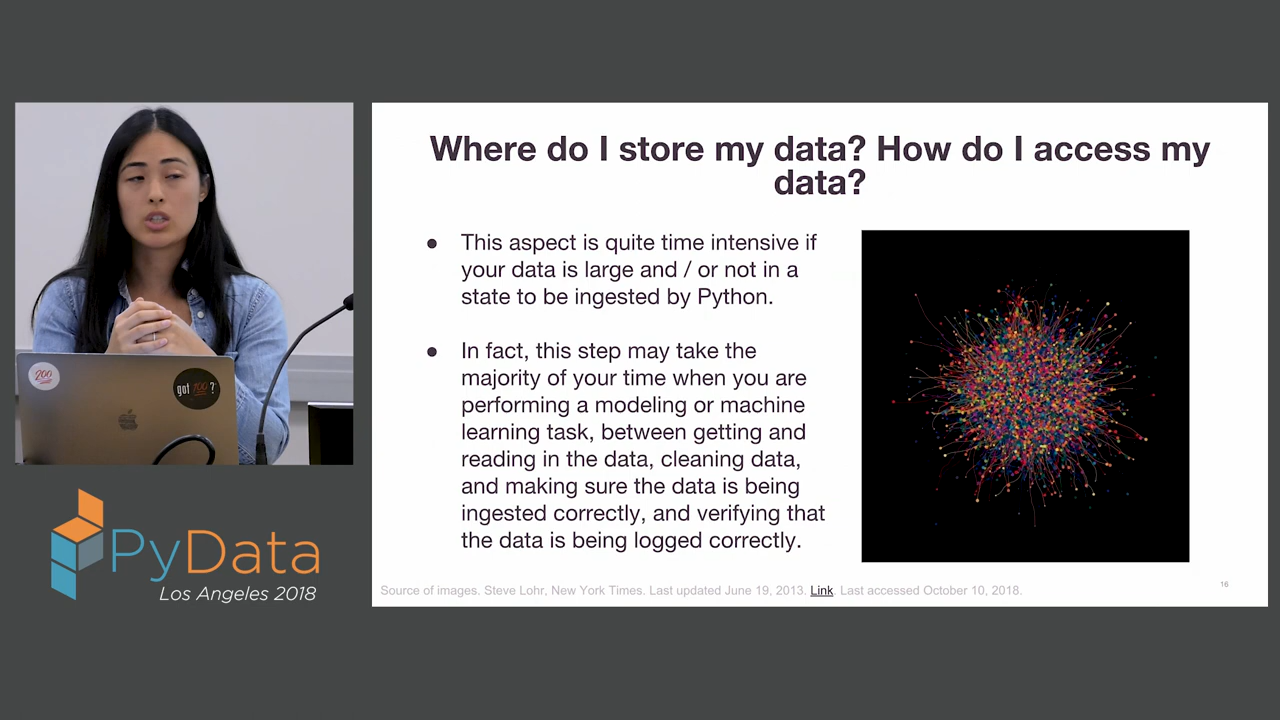 200
got 100 ?
PyData
Los Angeles 2018
Where do I store my data? How do I access my
data?
● This aspect is quite time intensive if
your data is large and / or not in a
state to be ingested by Python.
● In fact, this step may take the
majority of your time when you are
performing a modeling or machine
learning task, between getting and
reading in the data, cleaning data,
and making sure the data is being
ingested correctly, and verifying that
the data is being logged correctly.
Source of images. Steve Lohr, New York Times. Last updated June 19, 2013. Link. Last accessed October 10, 2018.
16